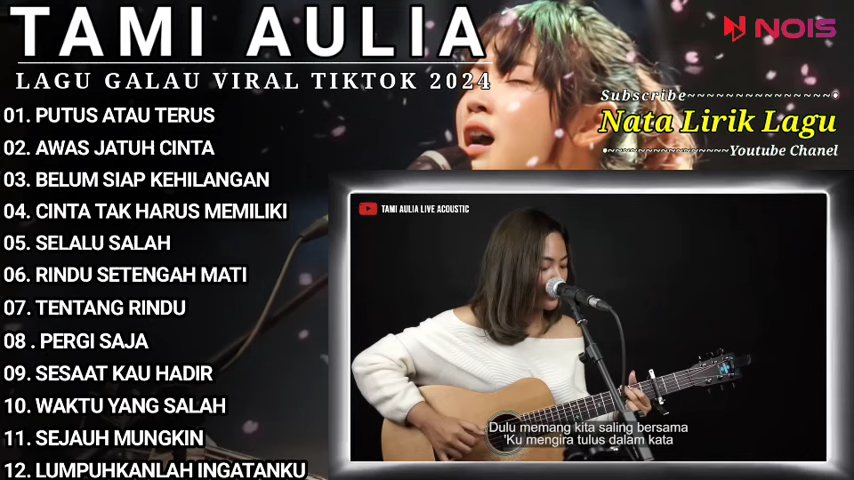 TAMI AULIA
LAGU GALAU VIRAL TIKTOK 2024
NOIS
Subscribe~~~~~~~~~~~~~~~
Nata Lirik Lagu
~~~~~~~~~~~~~~~~Youtube Chanel
01. PUTUS ATAU TERUS
02. AWAS JATUH CINTA
03. BELUM SIAP KEHILANGAN
04. CINTA TAK HARUS MEMILIKI
05. SELALU SALAH
06. RINDU SETENGAH MATI
07. TENTANG RINDU
08 . PERGI SAJA
09. SESAAT KAU HADIR
10. WAKTU YANG SALAH
11. SEJAUH MUNGKIN
12. LUMPUHKANLAH INGATANKU
TAMI AULIA LIVE ACOUSTIC
Dulu memang kita saling bersama
'Ku mengira tulus dalam kata